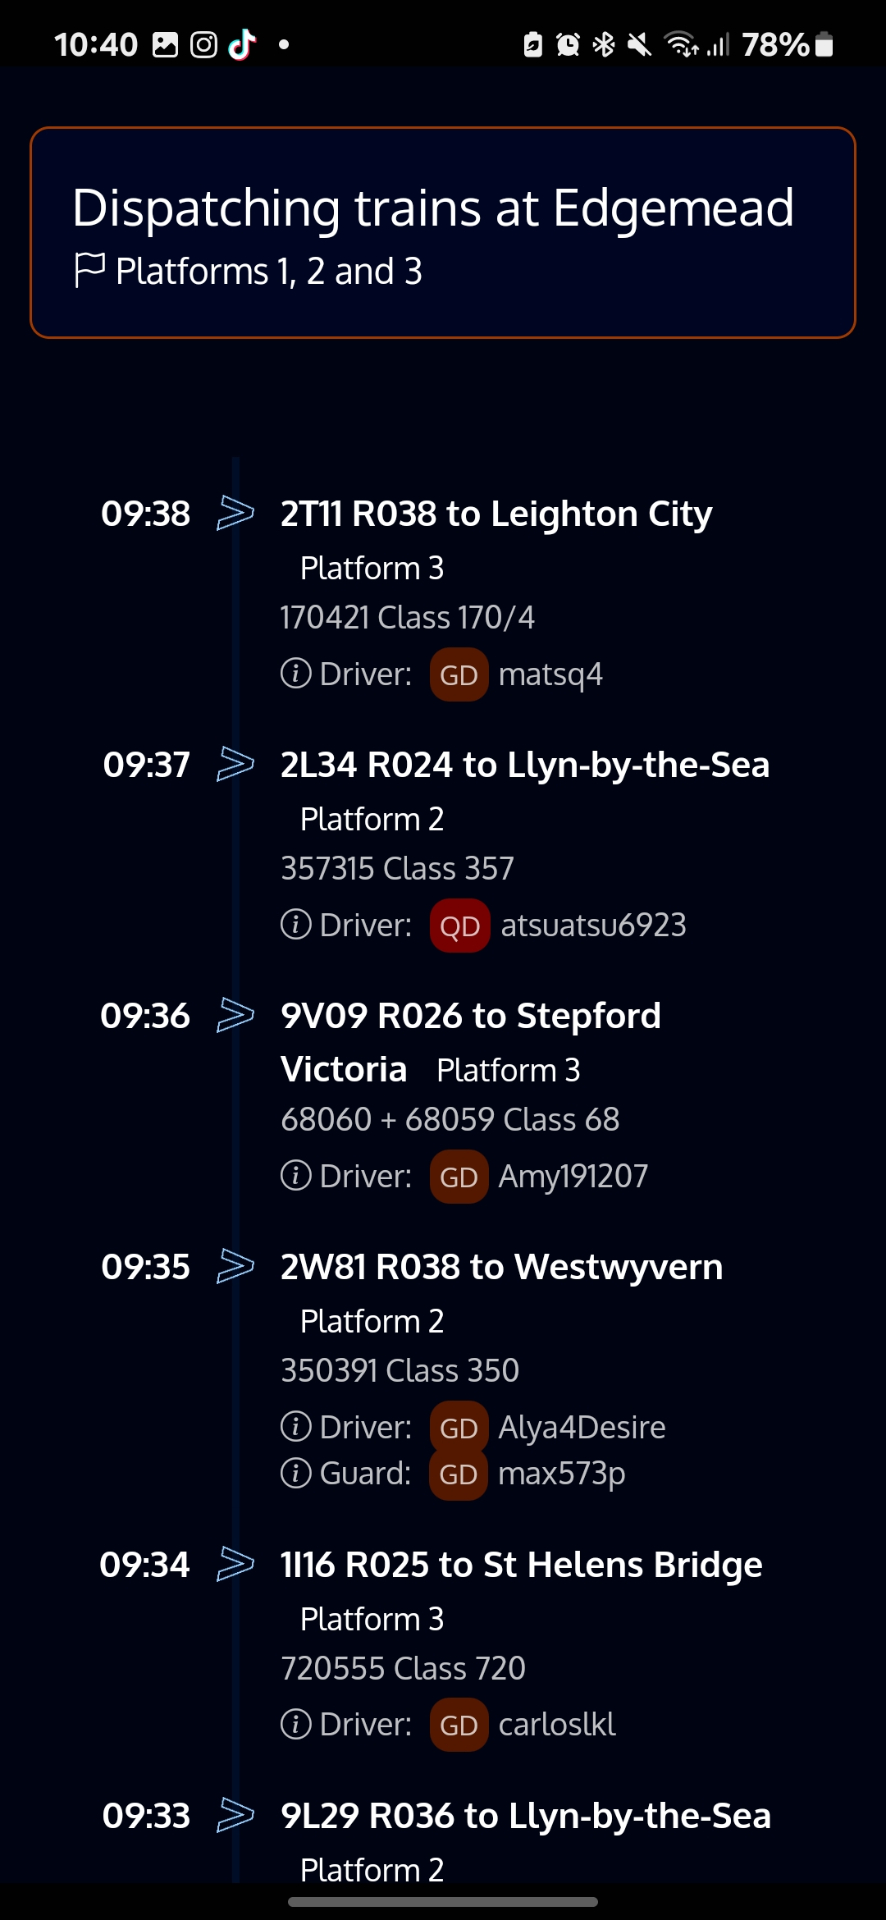 10:40 78%
Dispatching trains at Edgemead
Platforms 1, 2 and 3
09:38 2T11 R038 to Leighton City
Platform 3
170421 Class 170/4
Driver: GD matsq4
09:37 2L34 R024 to Llyn-by-the-Sea
Platform 2
357315 Class 357
Driver: QD atsuatsu6923
09:36 9V09 R026 to Stepford
Victoria Platform 3
68060 + 68059 Class 68
Driver: GD Amy191207
09:35 2W81 R038 to Westwyvern
Platform 2
350391 Class 350
Driver: GD Alya4Desire
Guard: GD max573p
09:34 1I16 R025 to St Helens Bridge
Platform 3
720555 Class 720
Driver: GD carloslkl
09:33 9L29 R036 to Llyn-by-the-Sea
Platform 2